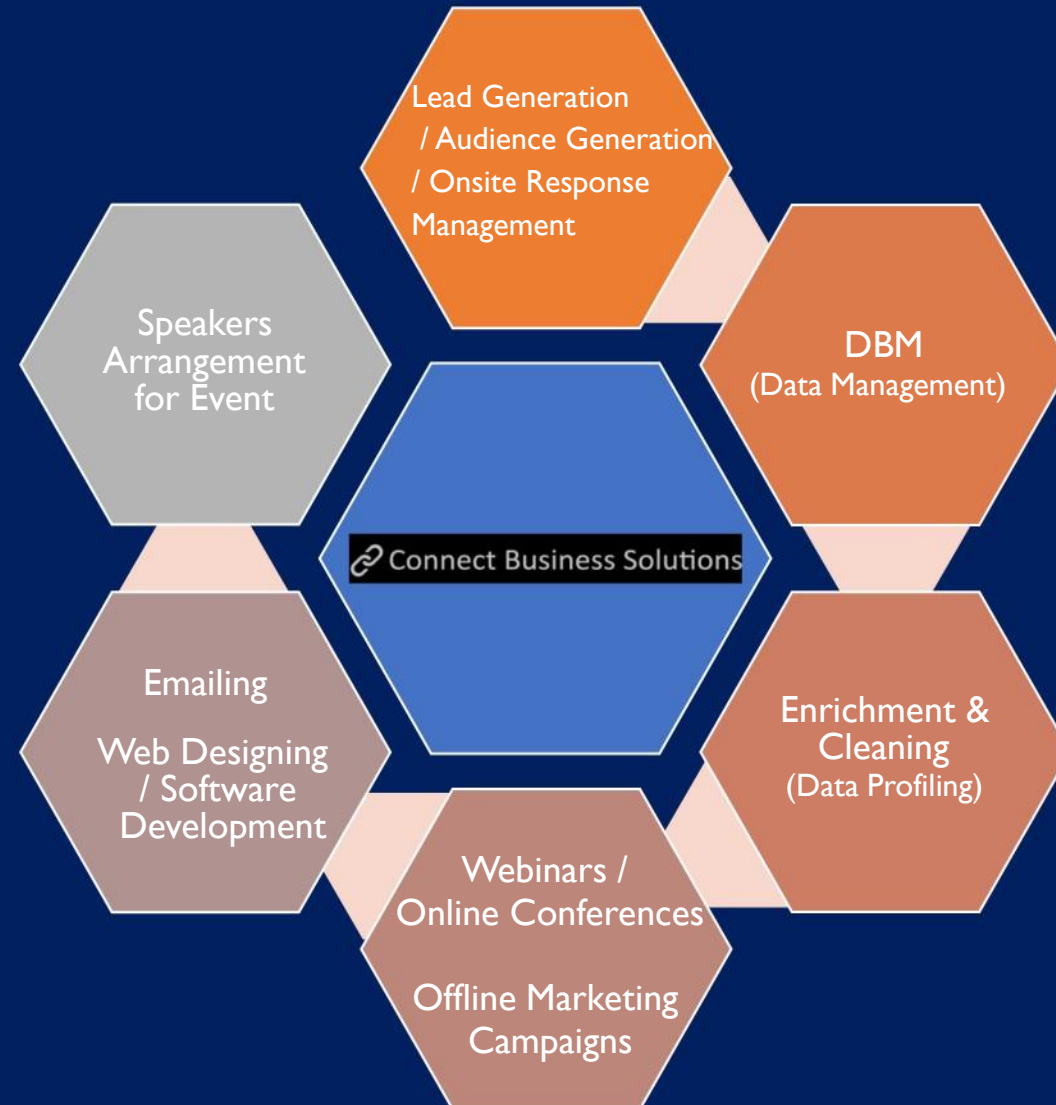 Lead Generation
/ Audience Generation
/ Onsite Response
Management
DBM
(Data Management)
Enrichment &
Cleaning
(Data Profiling)
Webinars /
Online Conferences
Offline Marketing
Campaigns
Emailing
Web Designing
/ Software
Development
Speakers
Arrangement
for Event
Connect Business Solutions